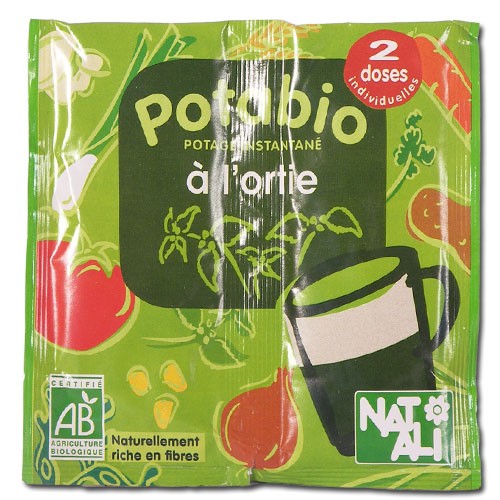 2
doses
individuelles
Potabio
POTAGE INSTANTANÉ
à l'ortie
CERTIFIÉ
AB
AGRICULTURE
BIOLOGIQUE
Naturellement
riche en fibres
NAT
ALI